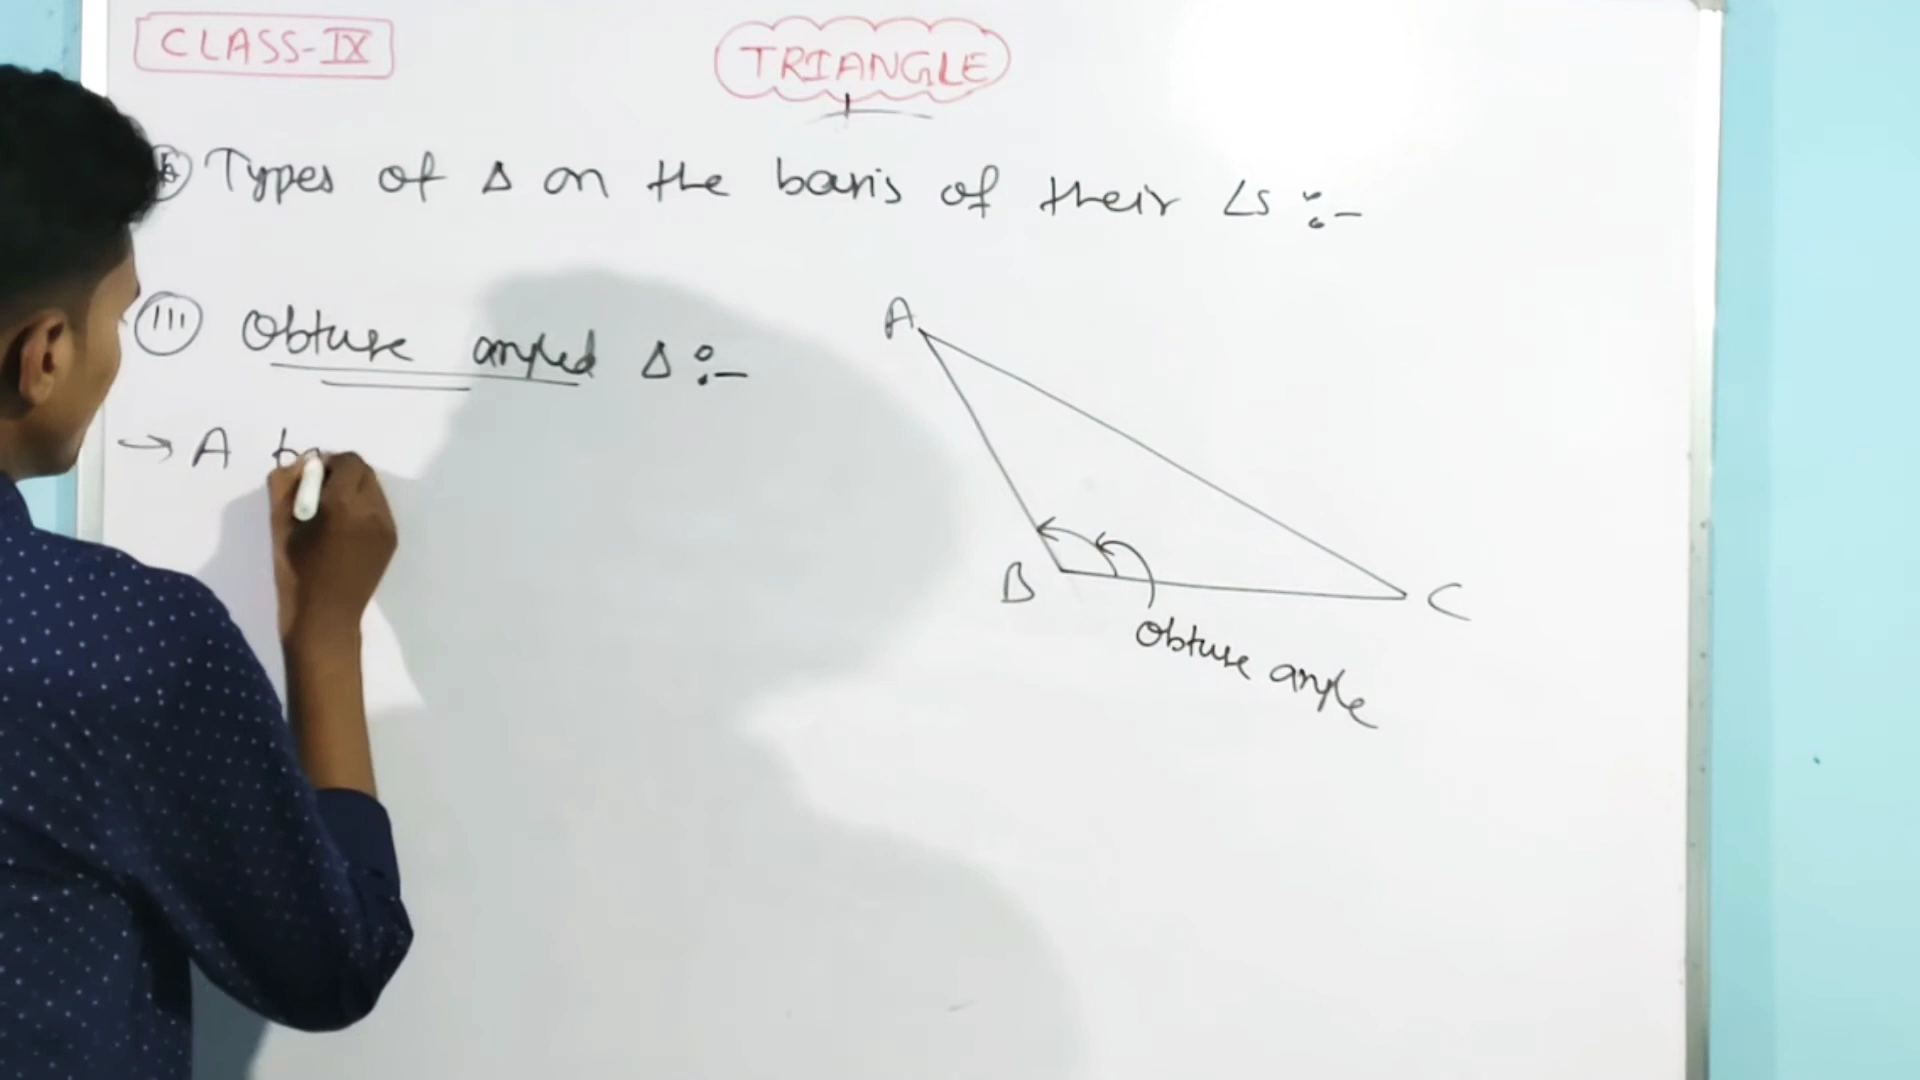 CLASS-IX
TRIANGLE
Types of Δ on the basis of their ∠s :-
(III) Obtuse angled Δ :-
→ A
A
B
C
Obtuse angle